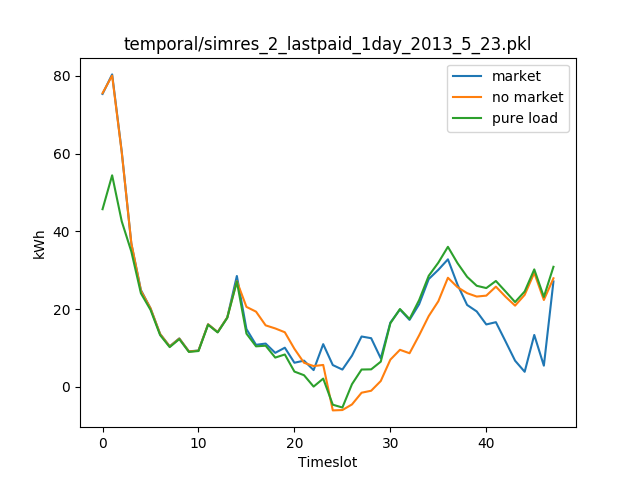 temporal/simres_2_lastpaid_1day_2013_5_23.pkl
market
no market
pure load
80
60
40
20
0
kWh
0 10 20 30 40
Timeslot